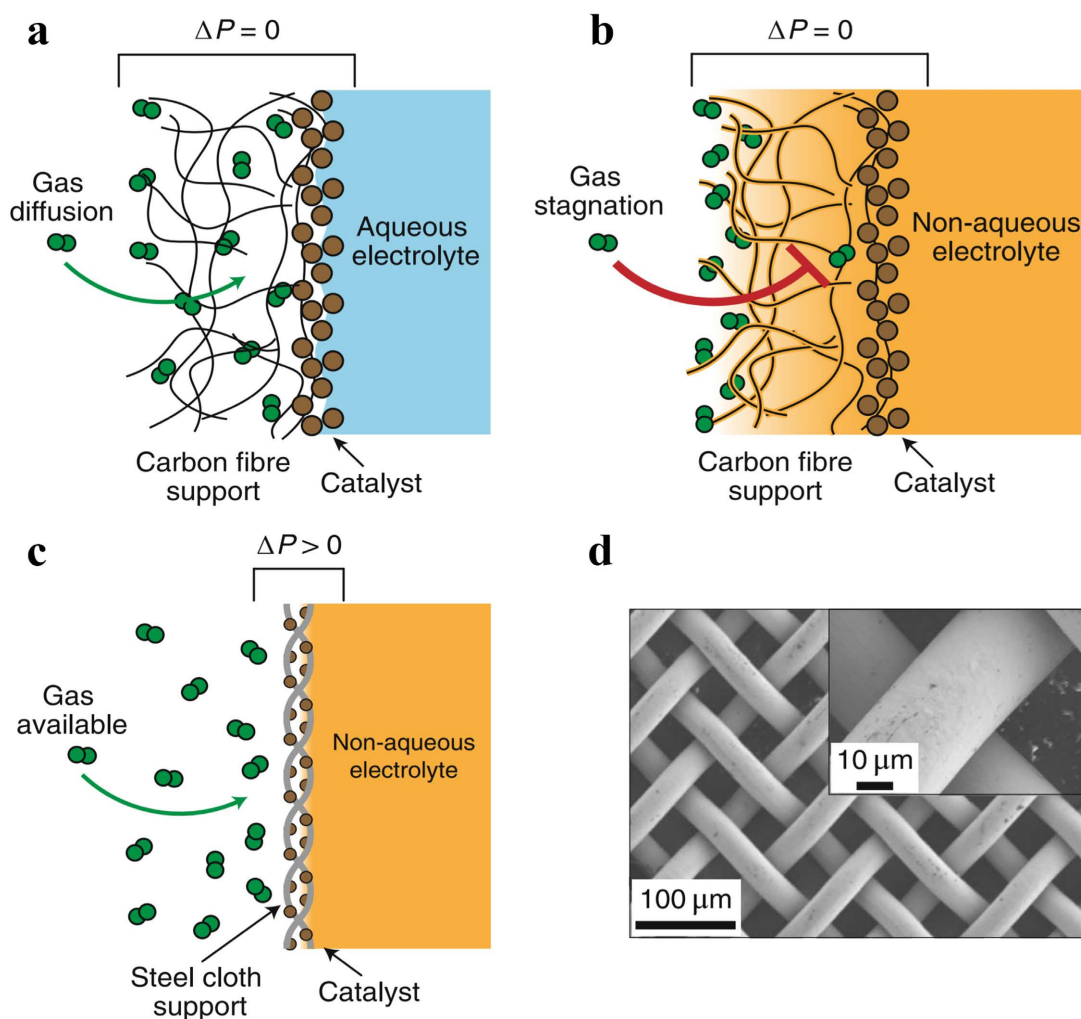 a
ΔP = 0
Gas
diffusion
Aqueous
electrolyte
Carbon fibre
support
Catalyst
b
ΔP = 0
Gas
stagnation
Non-aqueous
electrolyte
Carbon fibre
support
Catalyst
c
ΔP > 0
Gas
available
Non-aqueous
electrolyte
Steel cloth
support
Catalyst
d
10 μm
100 μm